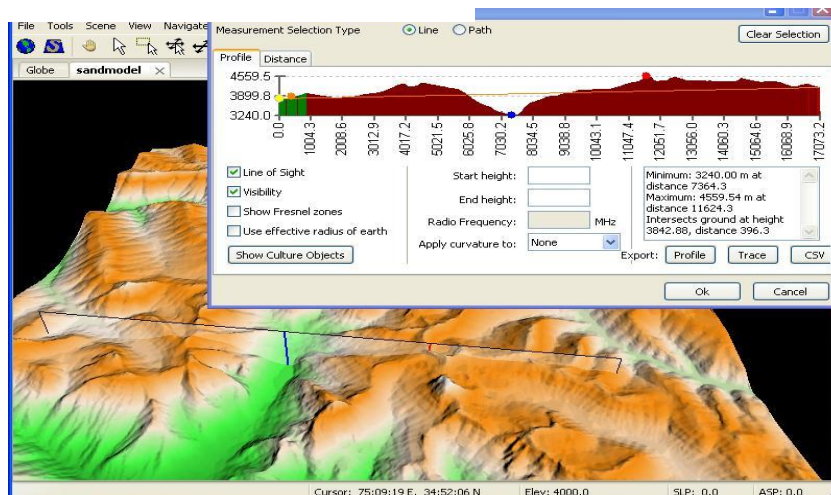 File Tools Scene View Navigate
Globe sandmodel
Measurement Selection Type Line Path
Clear Selection
Profile Distance
4559.5
3899.8
3240.0
0.0 1004.3 2008.6 3012.9 4017.2 5021.5 6025.8 7030.2 8034.5 9038.8 10043.1 11047.4 12051.7 13056.0 14060.3 15064.6 16068.9 17073.2
Line of Sight
Visibility
Show Fresnel zones
Use effective radius of earth
Show Culture Objects
Start height:
End height:
Radio Frequency: MHz
Apply curvature to: None
Minimum: 3240.00 m at
distance 7364.3
Maximum: 4559.54 m at
distance 11624.3
Intersects ground at height
3842.88, distance 396.3
Export: Profile Trace CSV
Ok Cancel
Cursor: 75:09:19 E, 34:52:06 N Elev: 4000.0 SLP: 0.0 ASP: 0.0